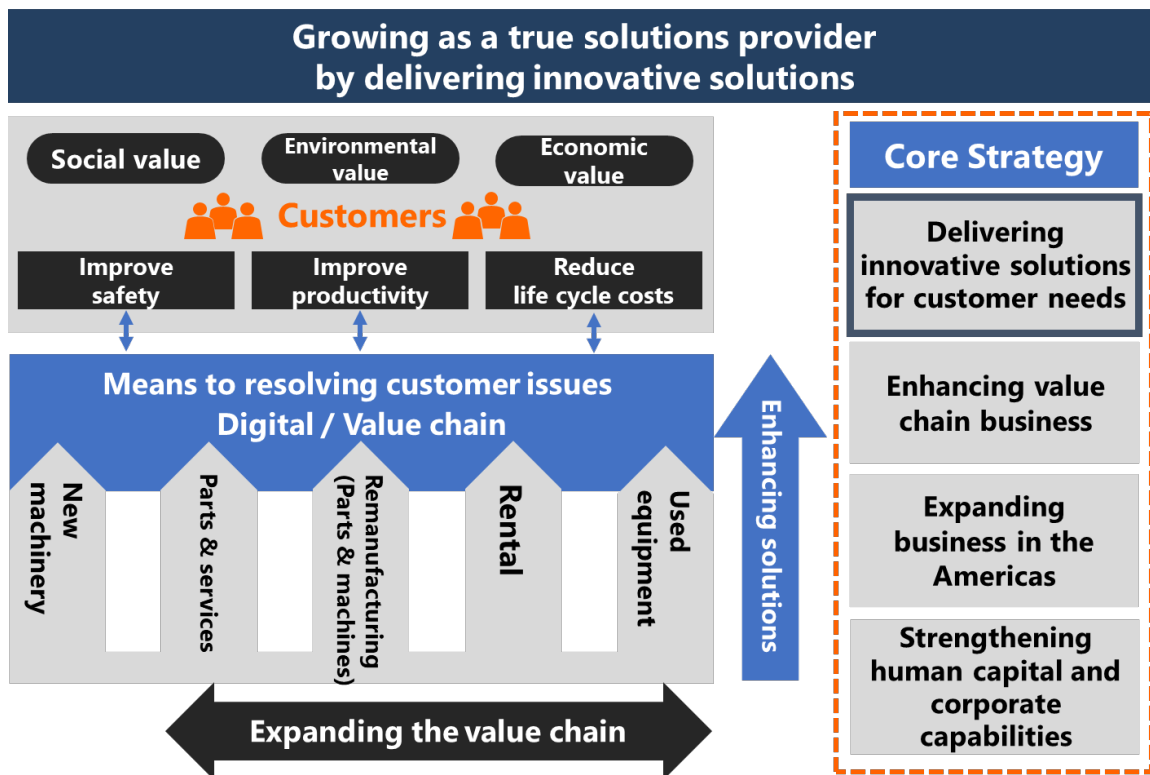 Growing as a true solutions provider
by delivering innovative solutions
Social value
Environmental
value
Economic
value
Customers
Improve
safety
Improve
productivity
Reduce
life cycle costs
Means to resolving customer issues
Digital / Value chain
New
machinery
Parts & services
Remanufacturing
(Parts & machines)
Rental
Used
equipment
Enhancing solutions
Expanding the value chain
Core Strategy
Delivering
innovative solutions
for customer needs
Enhancing value
chain business
Expanding
business in the
Americas
Strengthening
human capital and
corporate
capabilities